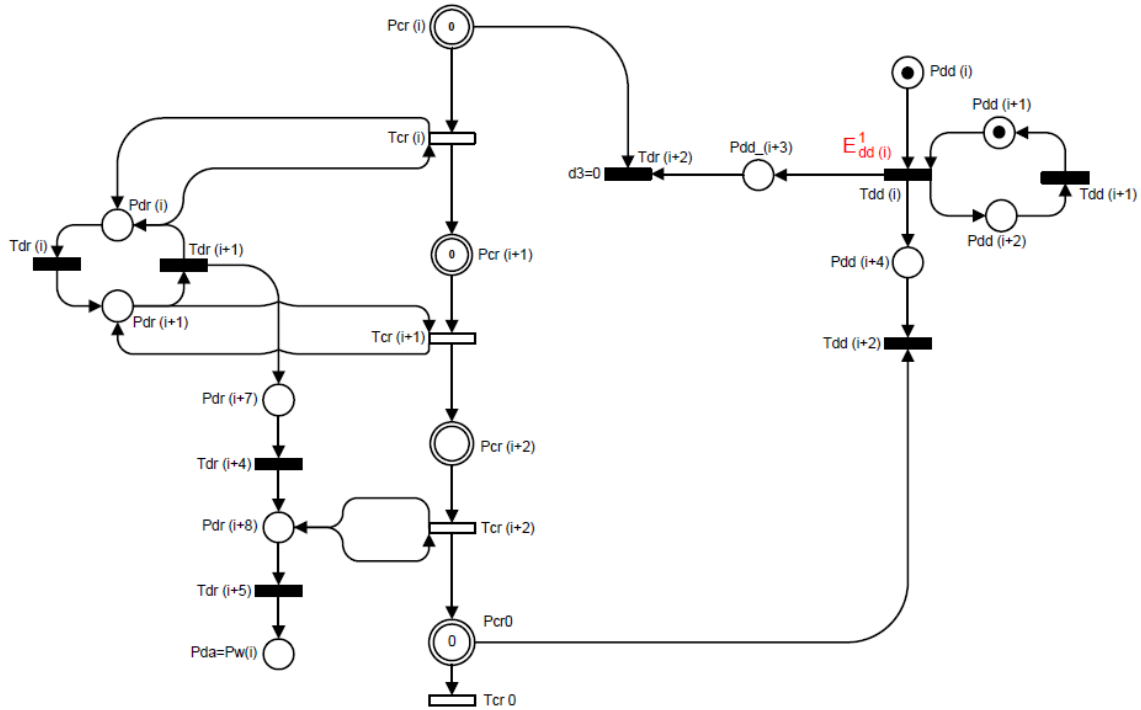 Pcr (i)
0
Pdd (i)
Pdd (i+1)
Tcr (i)
E¹dd (i)
Pdd_(i+3)
Tdr (i+2)
d3=0
Tdd (i)
Tdd (i+1)
Pdr (i)
Pdd (i+2)
Tdr (i)
Tdr (i+1)
0
Pcr (i+1)
Pdd (i+4)
Pdr (i+1)
Tcr (i+1)
Tdd (i+2)
Pdr (i+7)
Pcr (i+2)
Tdr (i+4)
Pdr (i+8)
Tcr (i+2)
Tdr (i+5)
Pcr0
0
Pda=Pw(i)
Tcr 0